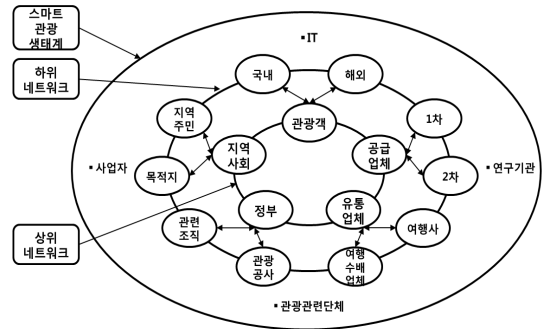 스마트
관광
생태계
▪IT
국내
해외
하위
네트워크
지역
주민
관광객
1차
지역
사회
공급
업체
▪사업자
목적지
2차
▪연구기관
정부
유통
업체
관련
조직
여행사
상위
네트워크
관광
공사
여행
수배
업체
▪관광관련단체